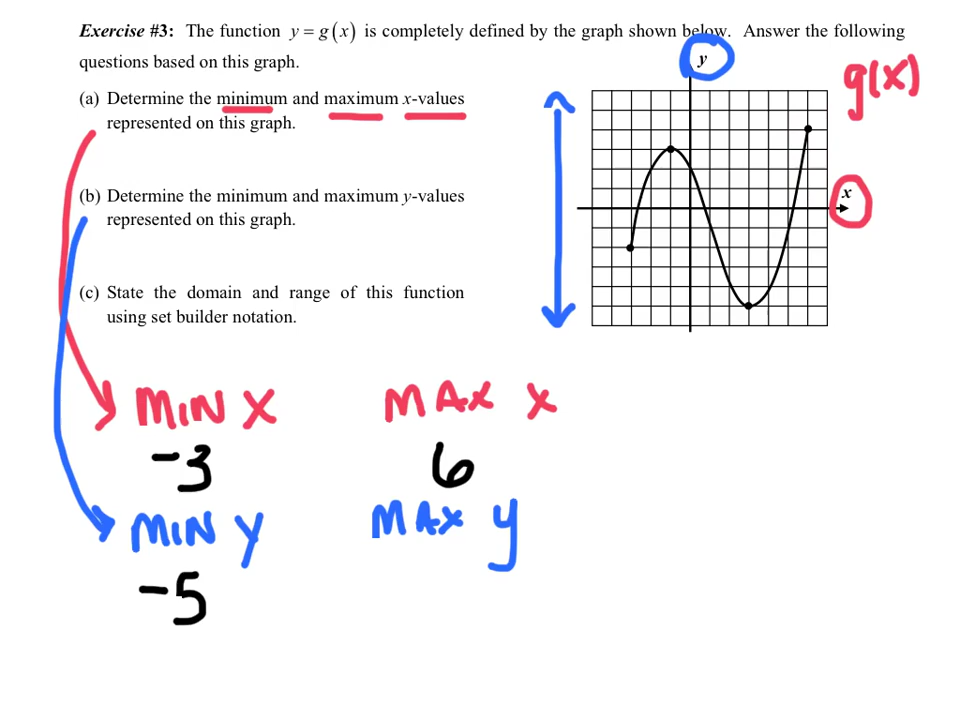 Exercise #3: The function y = g(x) is completely defined by the graph shown below. Answer the following
questions based on this graph.
y
g(x)
(a) Determine the minimum and maximum x-values
represented on this graph.
x
(b) Determine the minimum and maximum y-values
represented on this graph.
(c) State the domain and range of this function
using set builder notation.
MIN X MAX X
-3 6
MIN Y MAX Y
-5